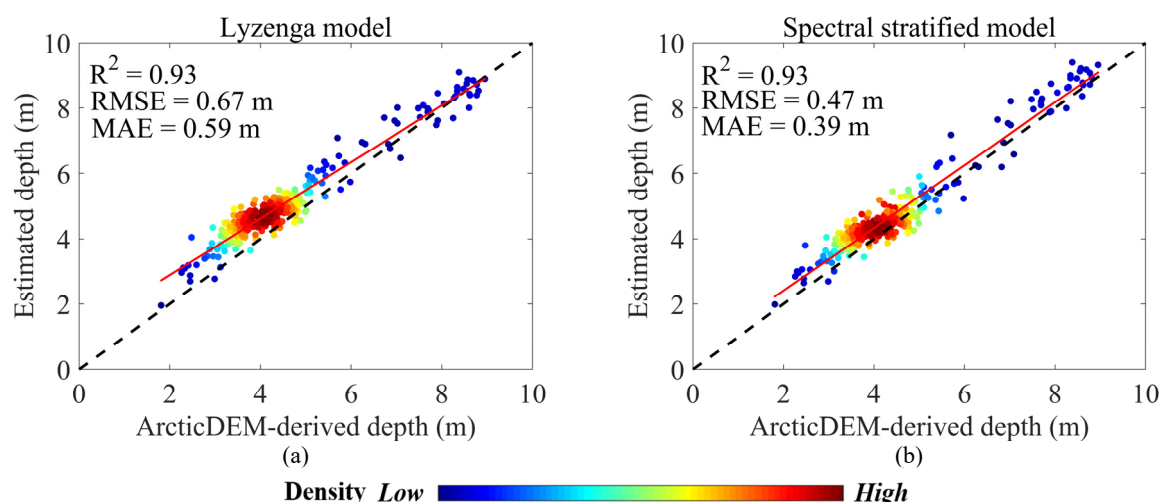 Lyzenga model
R² = 0.93
RMSE = 0.67 m
MAE = 0.59 m
Estimated depth (m)
10
8
6
4
2
0
0 2 4 6 8 10
ArcticDEM-derived depth (m)
(a)
Spectral stratified model
R² = 0.93
RMSE = 0.47 m
MAE = 0.39 m
Estimated depth (m)
10
8
6
4
2
0
0 2 4 6 8 10
ArcticDEM-derived depth (m)
(b)
Density Low High